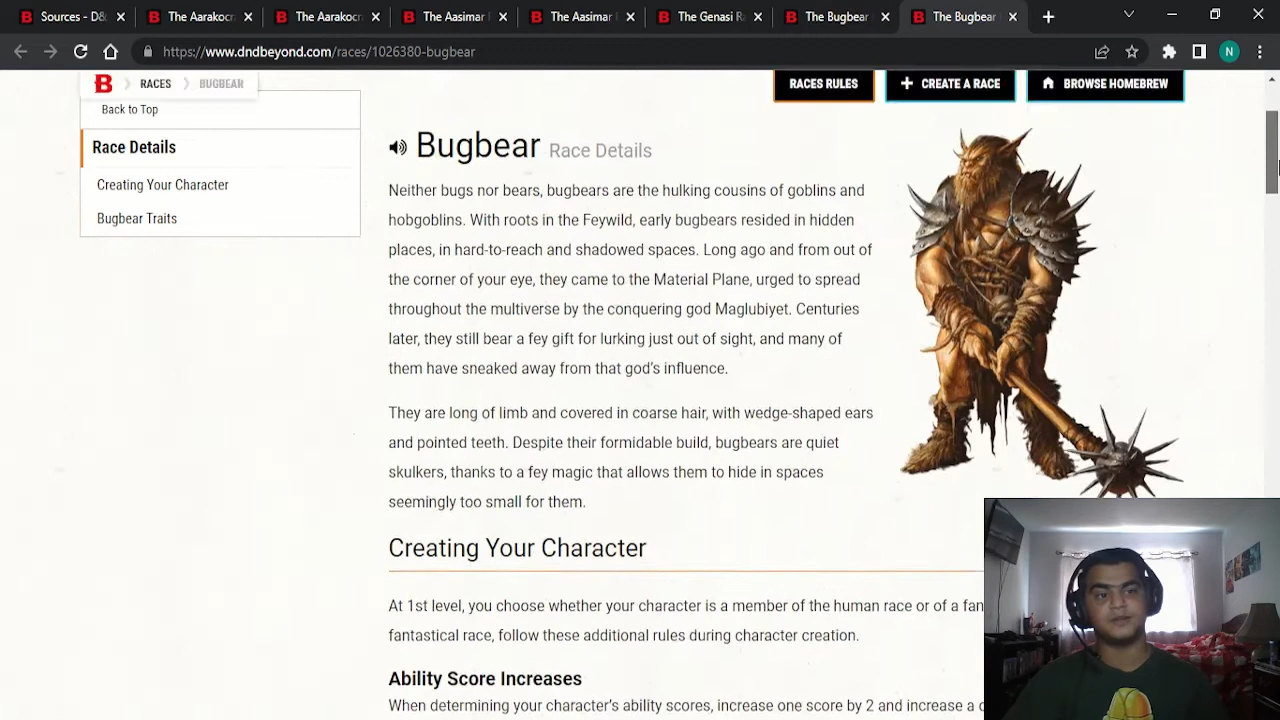 Sources - D&
The Aarakocra
The Aarakocra
The Aasimar
The Aasimar
The Genasi Ra
The Bugbear
The Bugbear
https://www.dndbeyond.com/races/1026380-bugbear
N
B RACES BUGBEAR
RACES RULES
CREATE A RACE
BROWSE HOMEBREW
Back to Top
Race Details
Creating Your Character
Bugbear Traits
Bugbear Race Details
Neither bugs nor bears, bugbears are the hulking cousins of goblins and
hobgoblins. With roots in the Feywild, early bugbears resided in hidden
places, in hard-to-reach and shadowed spaces. Long ago and from out of
the corner of your eye, they came to the Material Plane, urged to spread
throughout the multiverse by the conquering god Maglubiyet. Centuries
later, they still bear a fey gift for lurking just out of sight, and many of
them have sneaked away from that god's influence.
They are long of limb and covered in coarse hair, with wedge-shaped ears
and pointed teeth. Despite their formidable build, bugbears are quiet
skulkers, thanks to a fey magic that allows them to hide in spaces
seemingly too small for them.
Creating Your Character
At 1st level, you choose whether your character is a member of the human race or of a fan
fantastical race, follow these additional rules during character creation.
Ability Score Increases
When determining your character's ability scores, increase one score by 2 and increase a